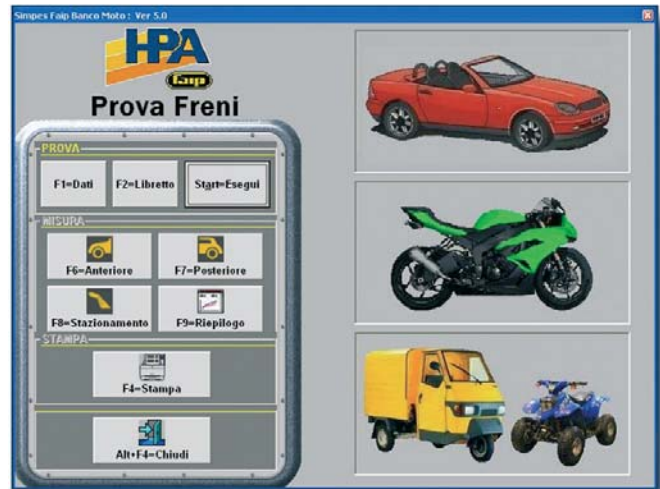 Simpes Faip Banco Moto : Ver 5.0
HPA
Faip
Prova Freni
PROVA
F1=Dati
F2=Libretto
Start=Esegui
MISURA
F6=Anteriore
F7=Posteriore
F8=Stazionamento
F9=Riepilogo
STAMPA
F4=Stampa
Alt+F4=Chiudi